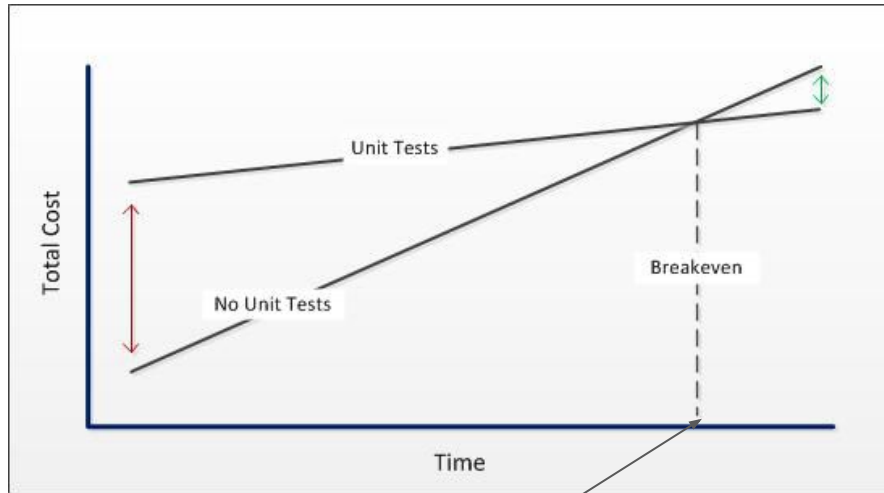 Unit Tests
Total Cost
Breakeven
No Unit Tests
Time